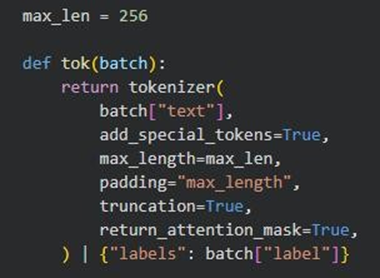 max_len = 256
def tok(batch):
    return tokenizer(
        batch["text"],
        add_special_tokens=True,
        max_length=max_len,
        padding="max_length",
        truncation=True,
        return_attention_mask=True,
    ) | {"labels": batch["label"]}